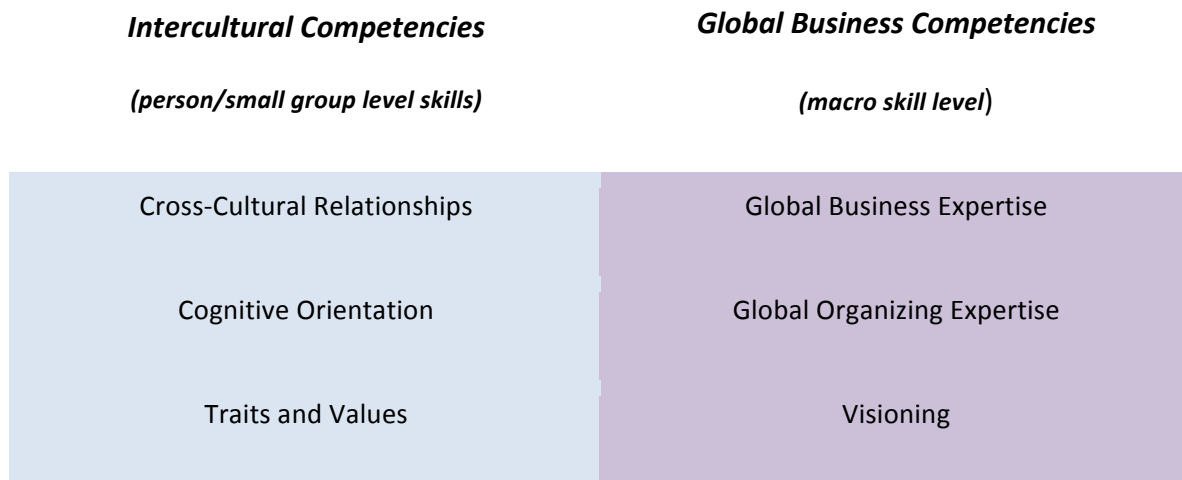 Intercultural Competencies
Global Business Competencies
(person/small group level skills)
(macro skill level)
Cross-Cultural Relationships
Global Business Expertise
Cognitive Orientation
Global Organizing Expertise
Traits and Values
Visioning